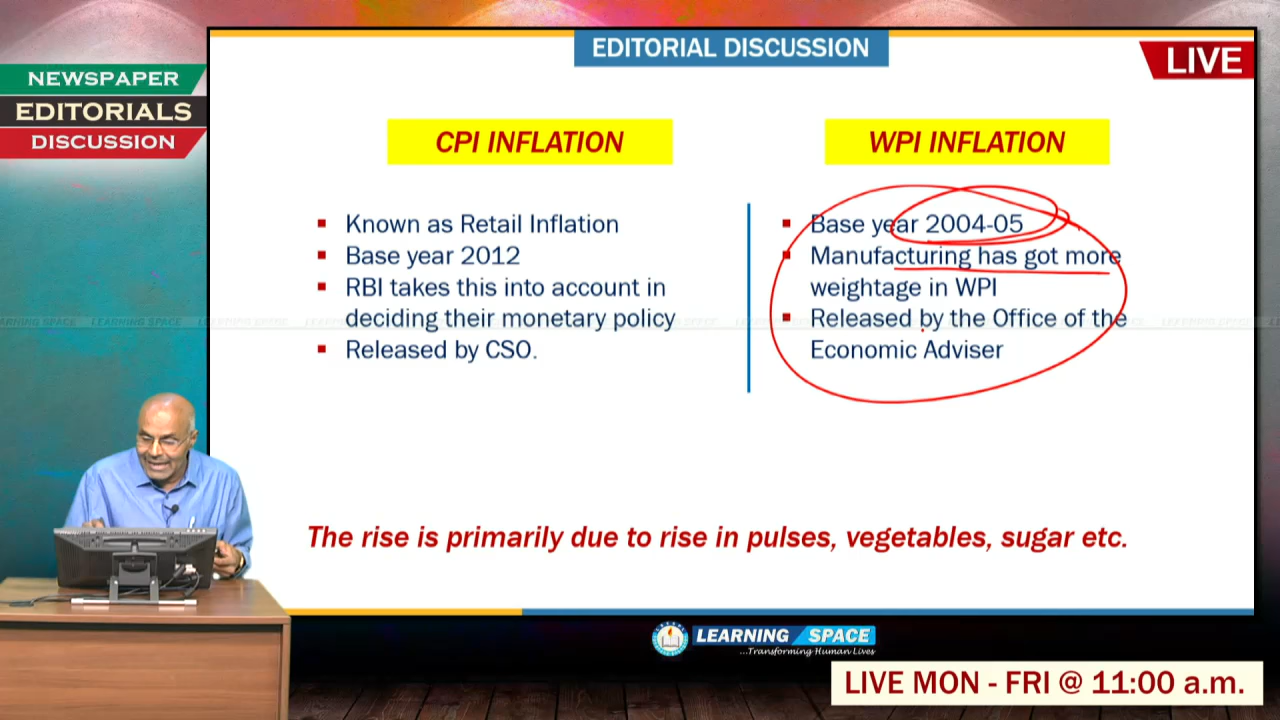 EDITORIAL DISCUSSION
LIVE
NEWSPAPER
EDITORIALS
DISCUSSION
CPI INFLATION
▪ Known as Retail Inflation
▪ Base year 2012
▪ RBI takes this into account in
deciding their monetary policy
▪ Released by CSO.
WPI INFLATION
▪ Base year 2004-05
▪ Manufacturing has got more
weightage in WPI
▪ Released by the Office of the
Economic Adviser
The rise is primarily due to rise in pulses, vegetables, sugar etc.
LEARNING SPACE
...Transforming Human Lives
LIVE MON - FRI @ 11:00 a.m.